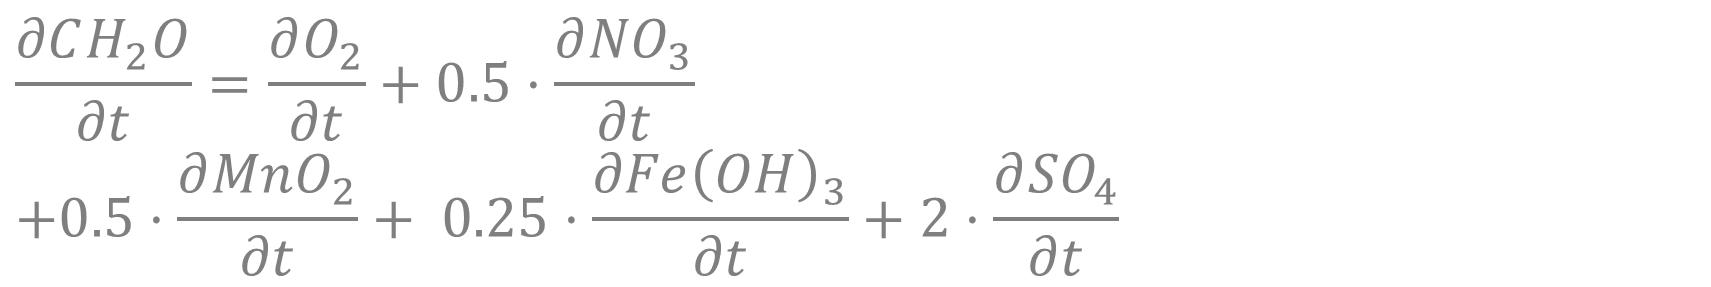 ∂CH₂O/∂t = ∂O₂/∂t + 0.5 · ∂NO₃/∂t
+0.5 · ∂MnO₂/∂t + 0.25 · ∂Fe(OH)₃/∂t + 2 · ∂SO₄/∂t